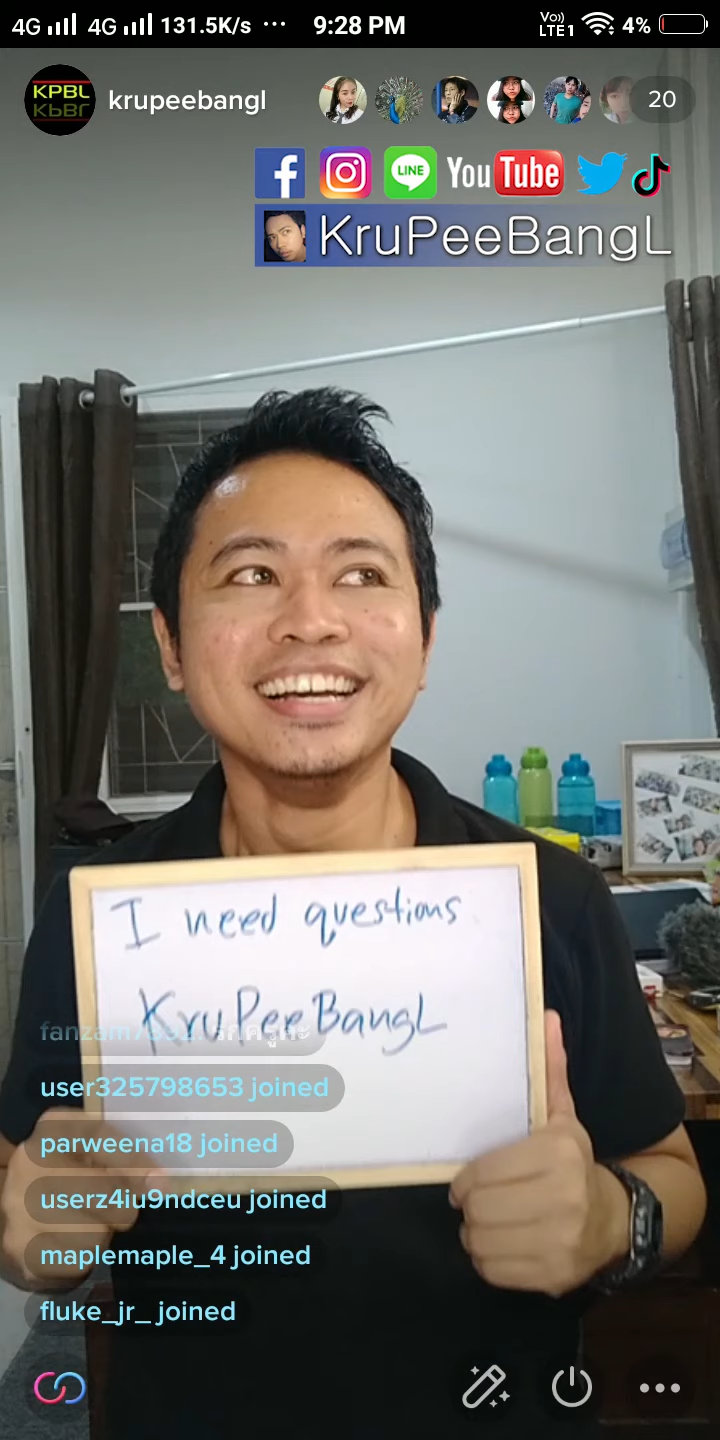 4G 4G 131.5K/s ... 9:28 PM Vo)) LTE1 4%
KPBL krupeebangl 20
LINE You Tube
KruPeeBangL
I need questions
KruPeeBangL
user325798653 joined
parweena18 joined
userz4iu9ndceu joined
maplemaple_4 joined
fluke_jr_ joined